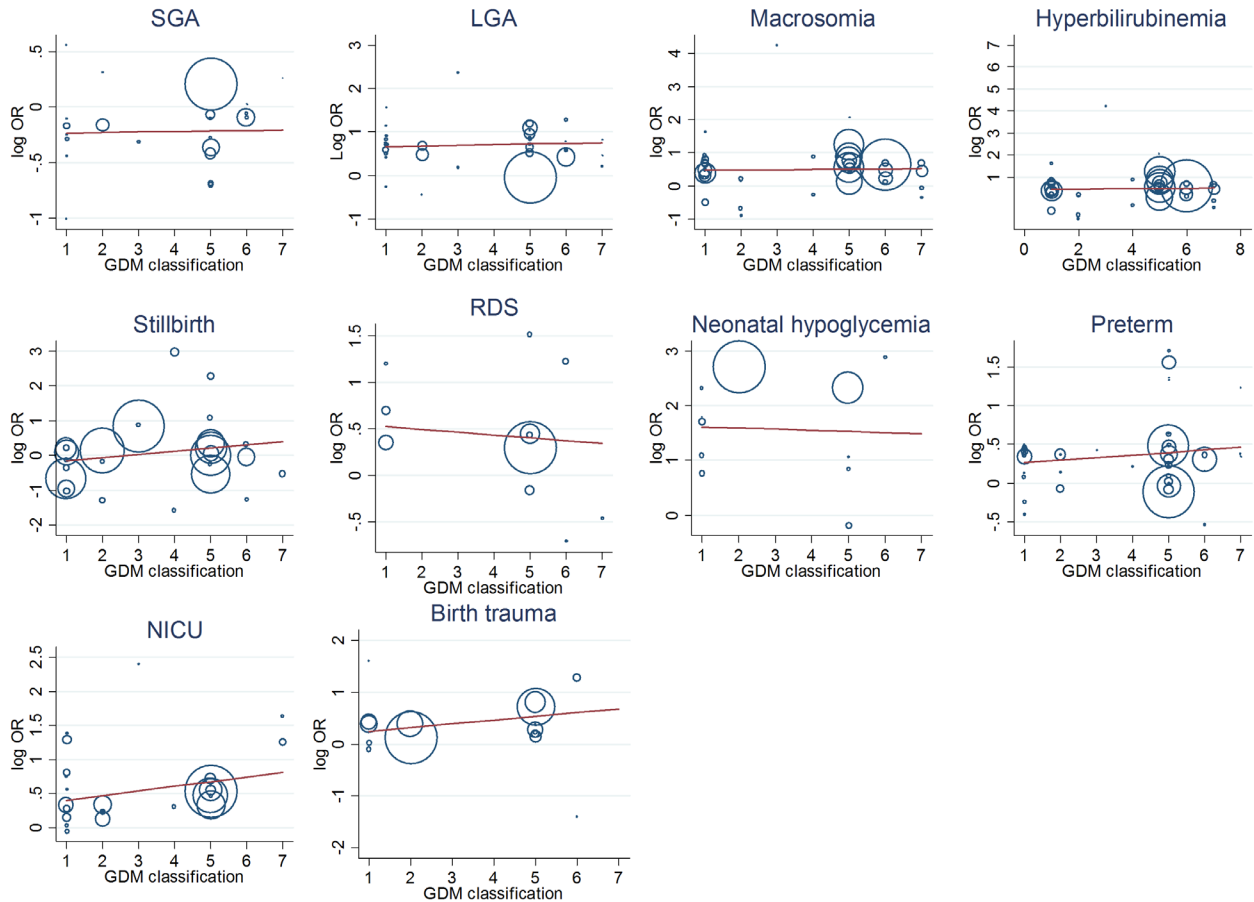 SGA
log OR
.5
0
-.5
-1
1 2 3 4 5 6 7
GDM classification
LGA
Log OR
3
2
1
0
-1
1 2 3 4 5 6 7
GDM classification
Macrosomia
log OR
4
3
2
1
0
-1
1 2 3 4 5 6 7
GDM classification
Hyperbilirubinemia
log OR
7
6
5
4
3
2
1
0 2 4 6 8
GDM classification
Stillbirth
log OR
3
2
1
0
-1
-2
1 2 3 4 5 6 7
GDM classification
RDS
log OR
1.5
1
.5
0
-.5
1 2 3 4 5 6 7
GDM classification
Neonatal hypoglycemia
log OR
3
2
1
0
1 2 3 4 5 6 7
GDM classification
Preterm
log OR
1.5
1
.5
0
-.5
1 2 3 4 5 6 7
GDM classification
NICU
log OR
2.5
2
1.5
1
.5
0
1 2 3 4 5 6 7
GDM classification
Birth trauma
log OR
2
1
0
-1
-2
1 2 3 4 5 6 7
GDM classification